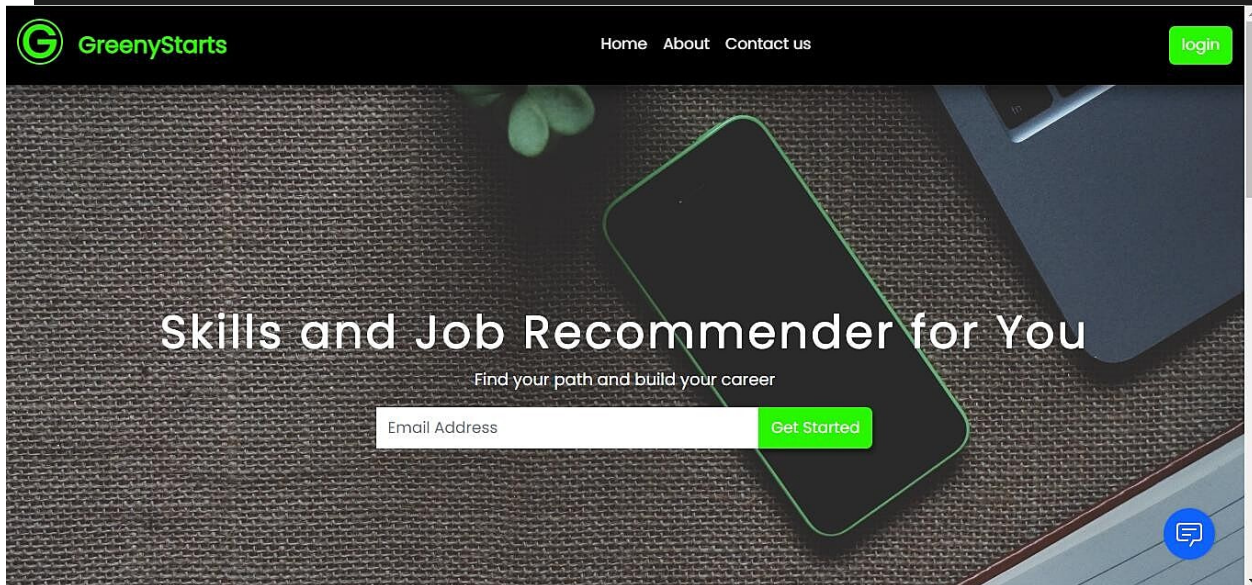 G GreenyStarts
Home About Contact us
login
fn
Skills and Job Recommender for You
Find your path and build your career
Email Address Get Started